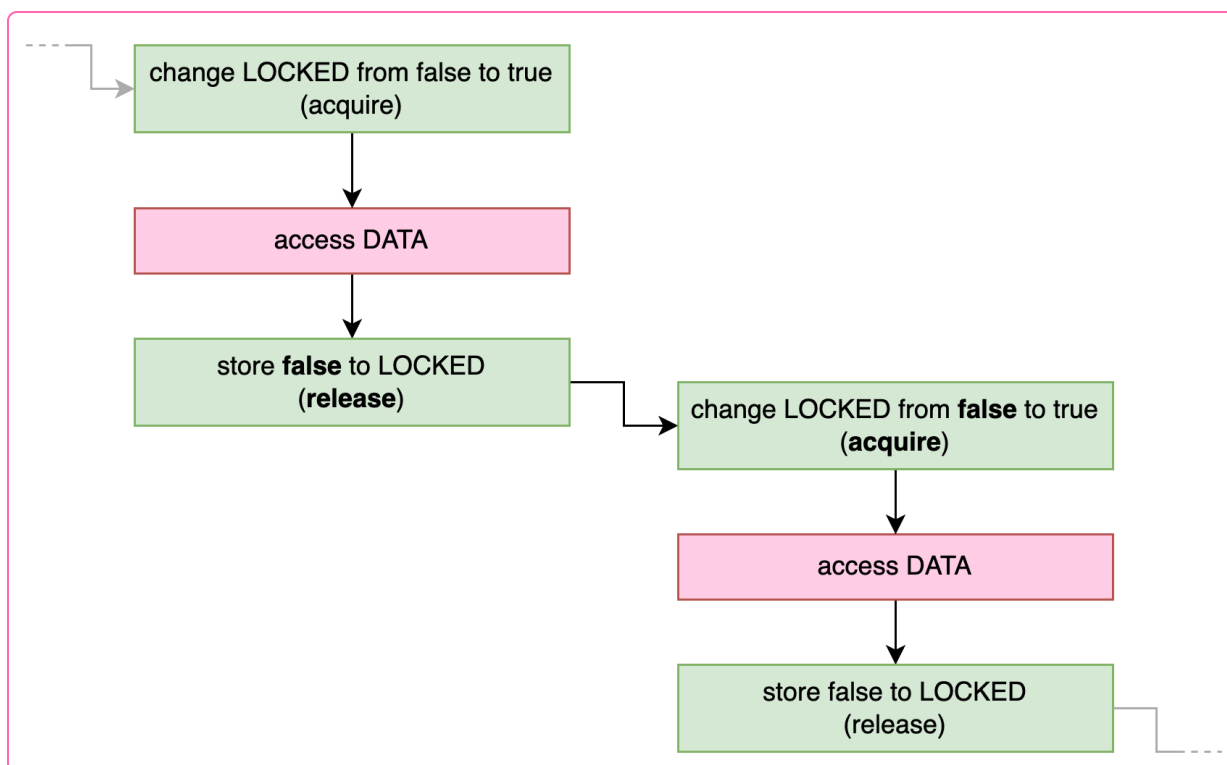 change LOCKED from false to true
(acquire)
access DATA
store false to LOCKED
(release)
change LOCKED from false to true
(acquire)
access DATA
store false to LOCKED
(release)